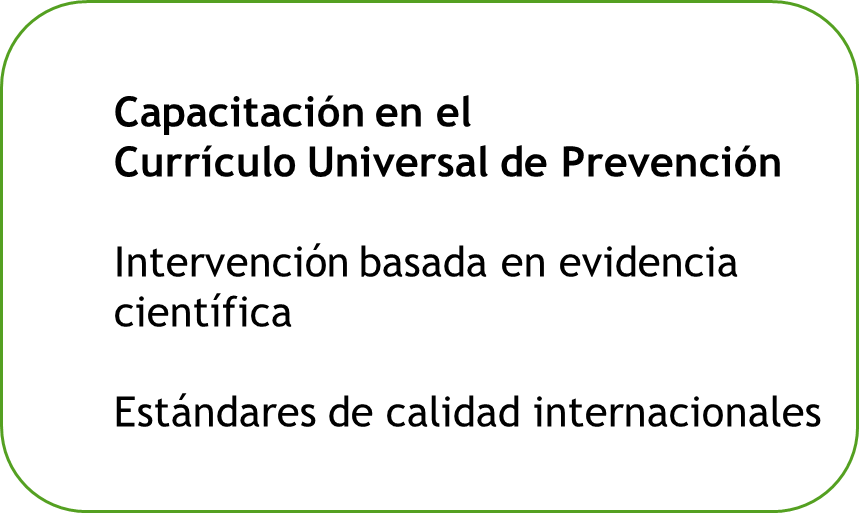 Capacitación en el
Currículo Universal de Prevención
Intervención basada en evidencia
científica
Estándares de calidad internacionales